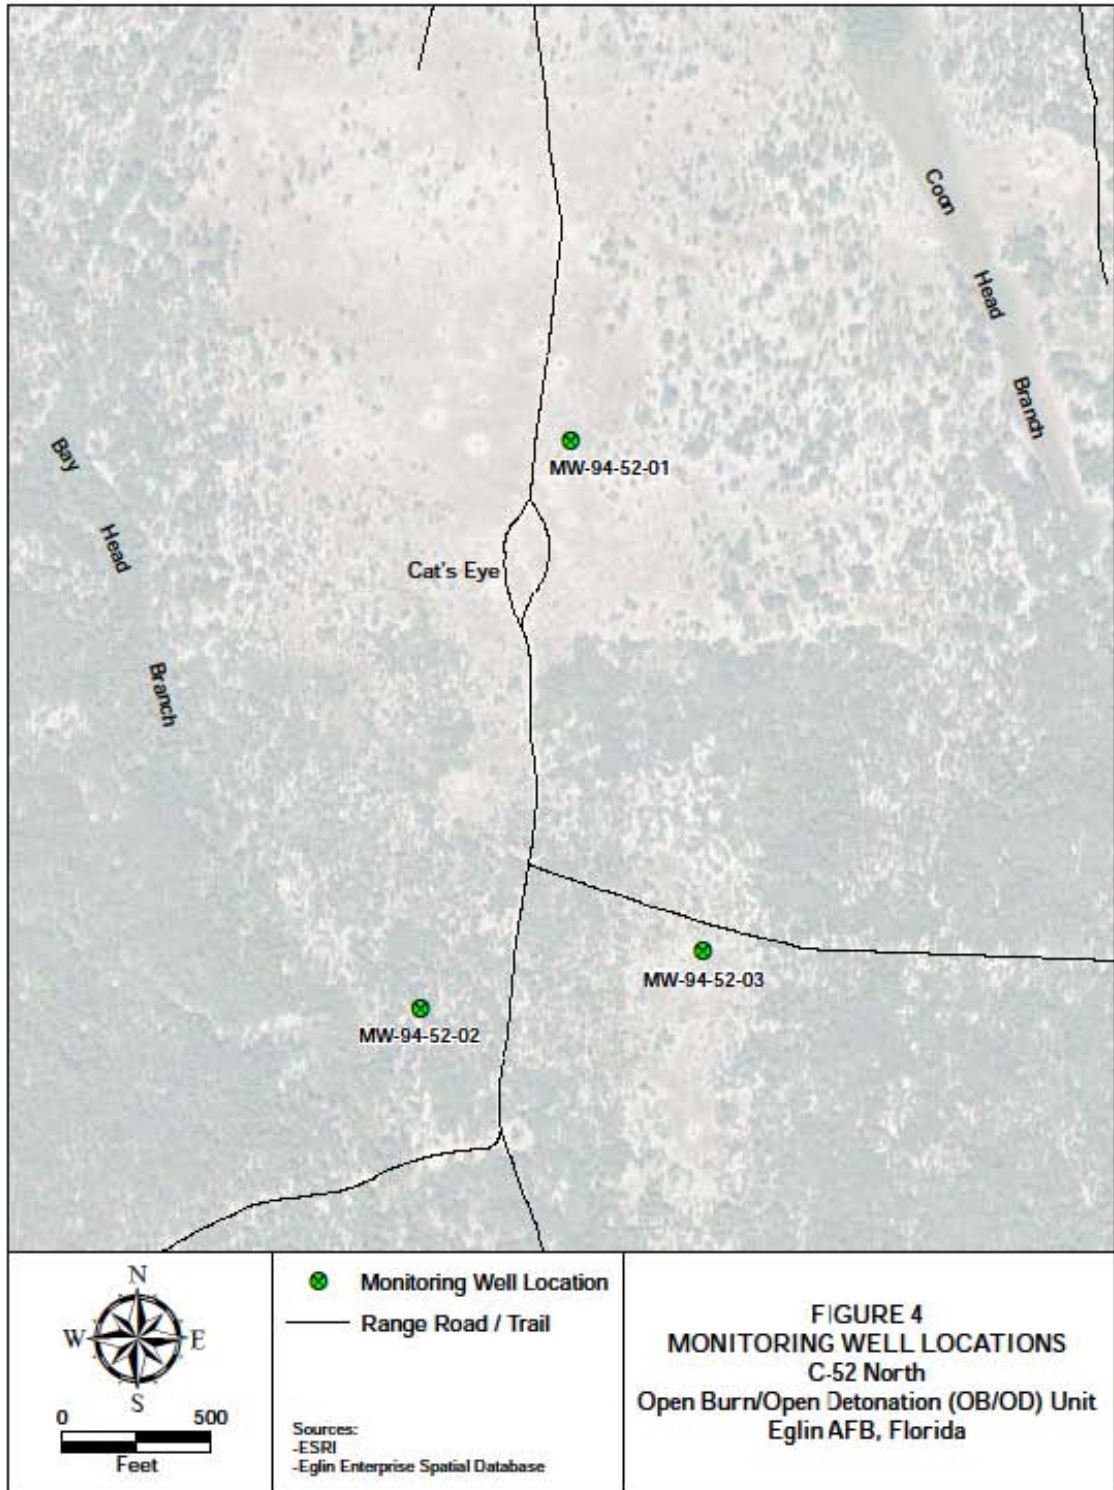 Coon
Head
Branch
MW-94-52-01
Bay
Head
Branch
Cat's Eye
MW-94-52-03
MW-94-52-02
N
W
E
S
0 500
Feet
Monitoring Well Location
Range Road / Trail
Sources:
-ESRI
-Eglin Enterprise Spatial Database
FIGURE 4
MONITORING WELL LOCATIONS
C-52 North
Open Burn/Open Detonation (OB/OD) Unit
Eglin AFB, Florida